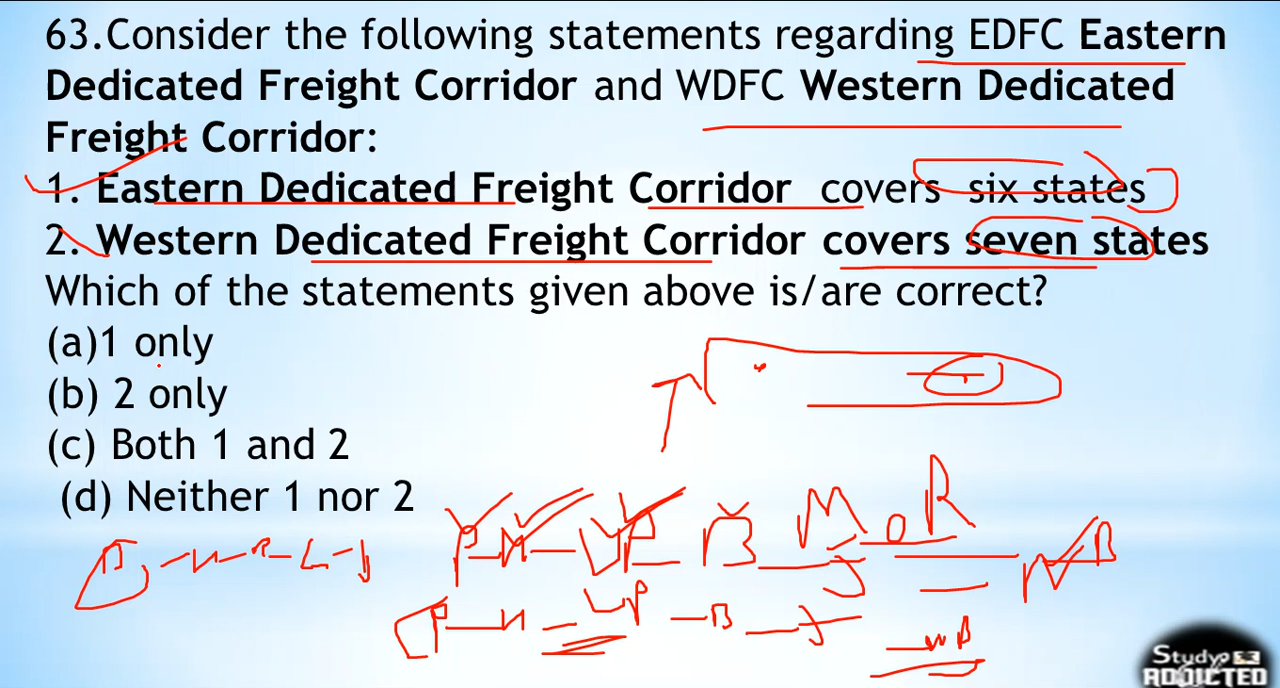 63.Consider the following statements regarding EDFC Eastern
Dedicated Freight Corridor and WDFC Western Dedicated
Freight Corridor:
1. Eastern Dedicated Freight Corridor covers six states
2. Western Dedicated Freight Corridor covers seven states
Which of the statements given above is/are correct?
(a)1 only
(b) 2 only
(c) Both 1 and 2
(d) Neither 1 nor 2
Study
ADDICTED